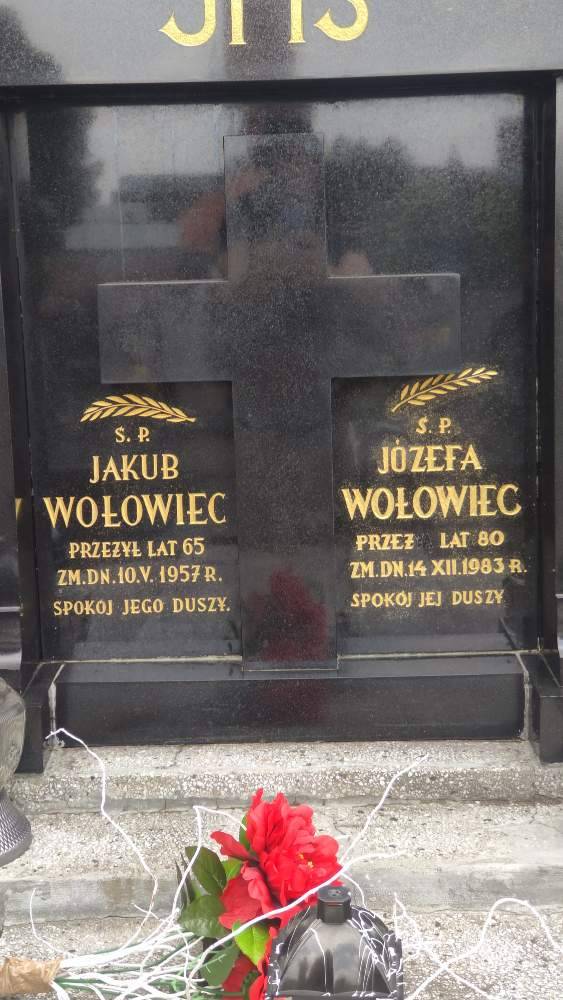 JHS
Ś. P.
JAKUB
WOŁOWIEC
PRZEŻYŁ LAT 65
ZM.DN.10.V.1957 R.
SPOKÓJ JEGO DUSZY.
Ś. P.
JÓZEFA
WOŁOWIEC
PRZEŻ LAT 80
ZM.DN.14 XII.1983 R.
SPOKÓJ JEJ DUSZY